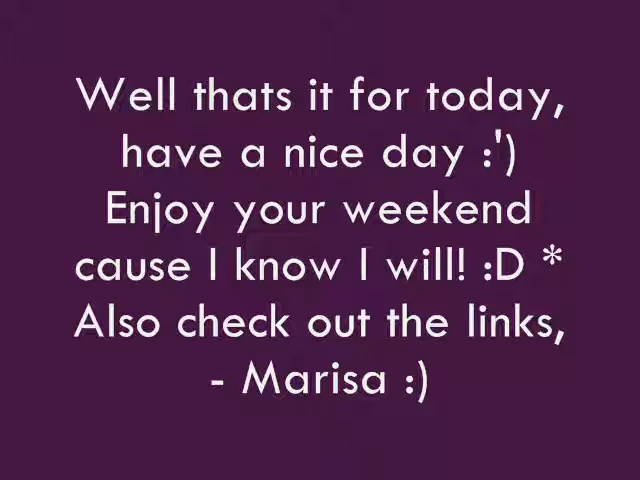 Well thats it for today,
have a nice day :')
Enjoy your weekend
cause I know I will! :D *
Also check out the links,
- Marisa :)